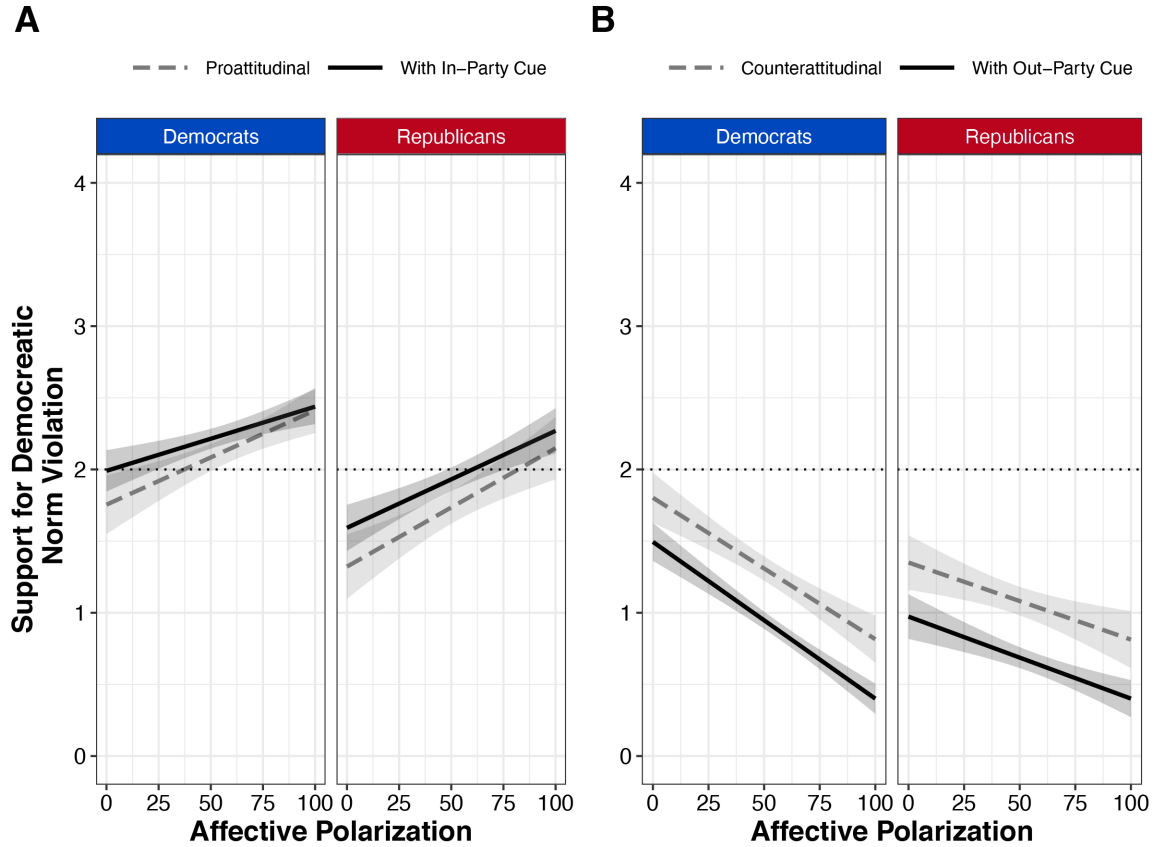 A
Proattitudinal With In−Party Cue
Democrats Republicans
4
3
2
1
0
0 25 50 75 100 0 25 50 75 100
Affective Polarization
Support for Democreatic
Norm Violation
B
Counterattitudinal With Out−Party Cue
Democrats Republicans
4
3
2
1
0
0 25 50 75 100 0 25 50 75 100
Affective Polarization